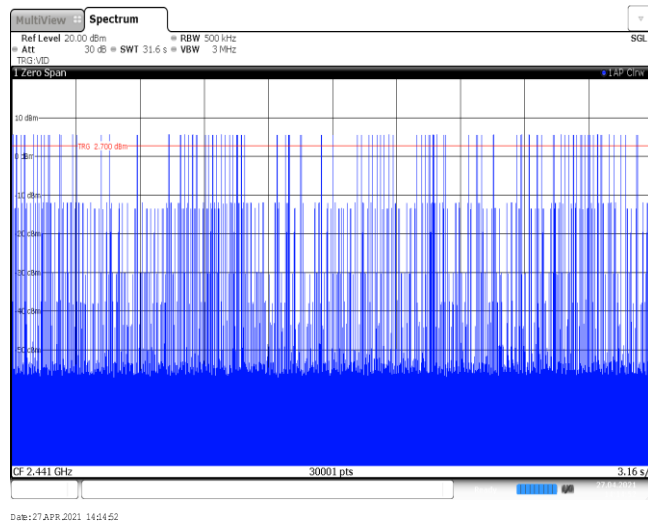 MultiView Spectrum
Ref Level 20.00 dBm RBW 500 kHz SGL
Att 30 dB SWT 31.6 s VBW 3 MHz
TRG:VID
1 Zero Span 1AP Clrw
10 dBm
TRG 2.700 dBm
0 dBm
-10 dBm
-20 dBm
-30 dBm
-40 dBm
-50 dBm
CF 2.441 GHz 30001 pts 3.16 s/
Date: 27.APR.2021 14:14:52